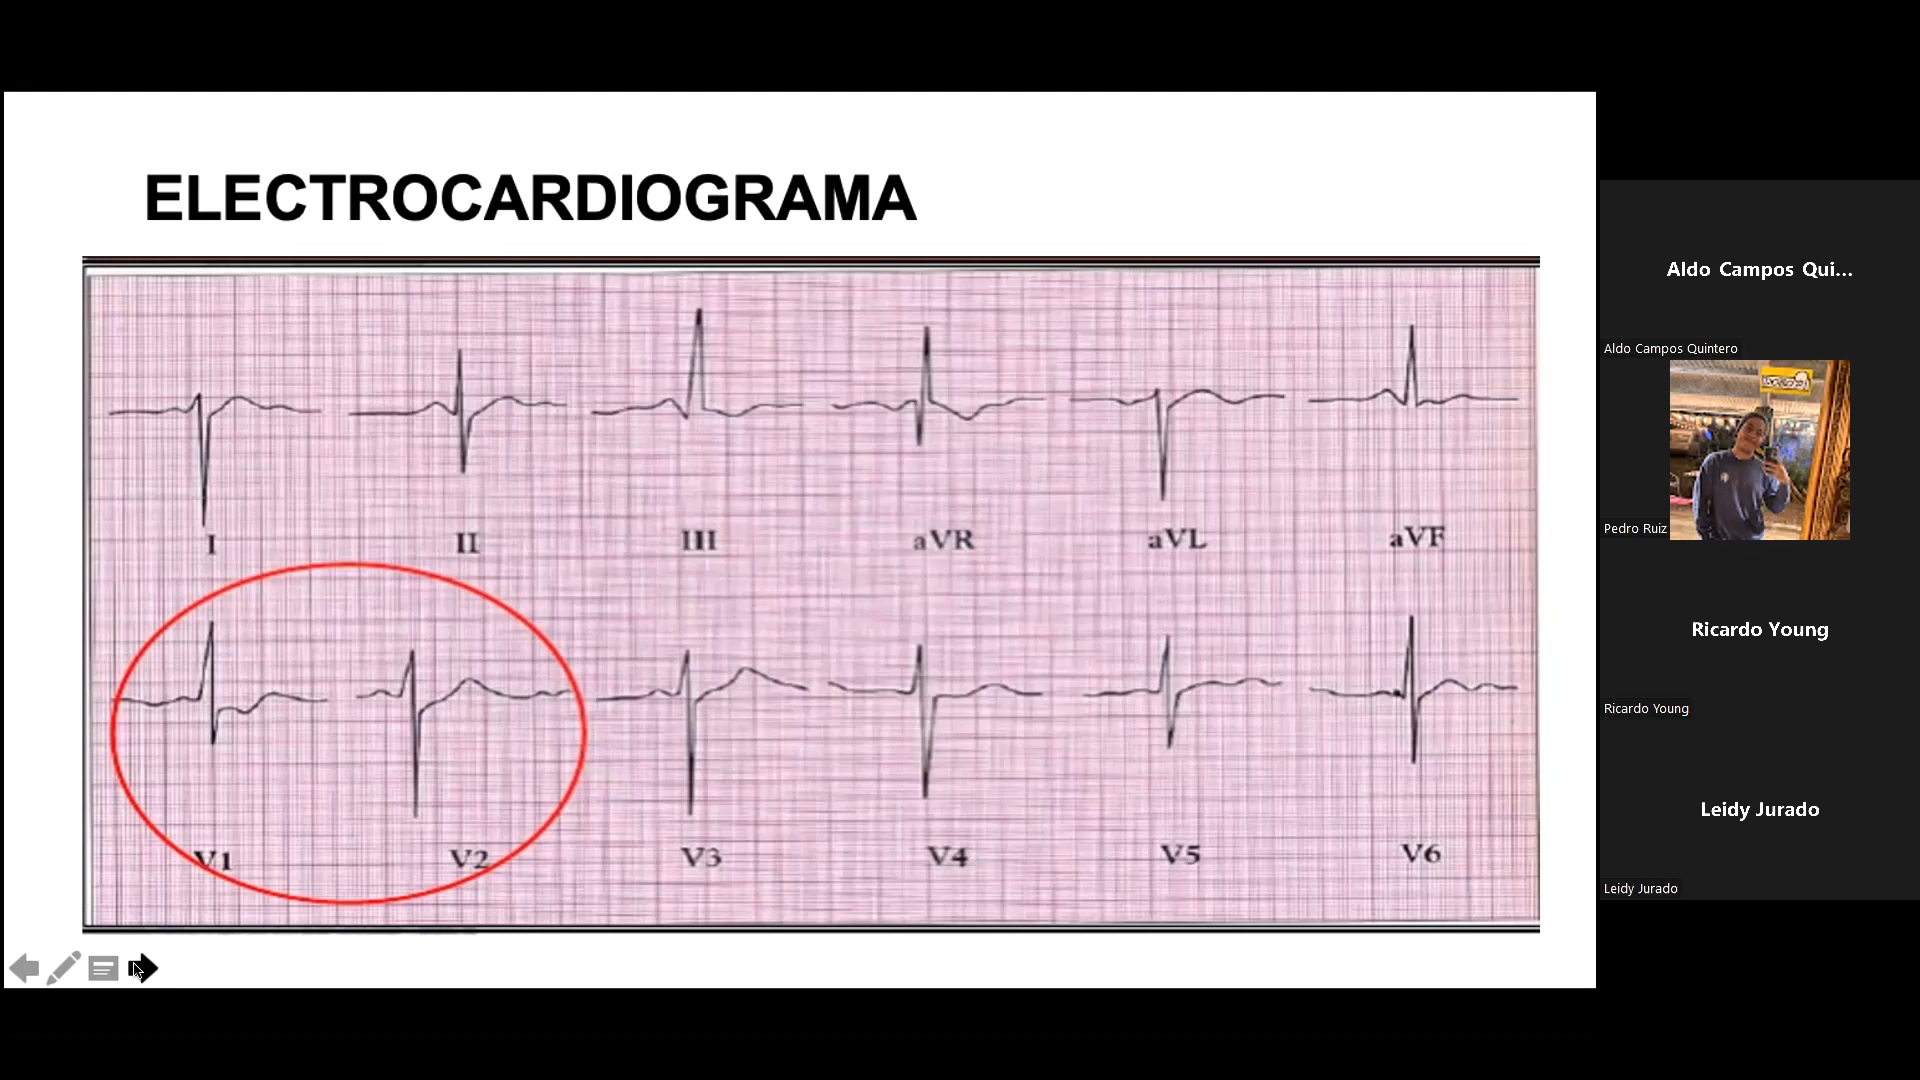 ELECTROCARDIOGRAMA
I II III aVR aVL aVF
V1 V2 V3 V4 V5 V6
Aldo Campos Qui...
Aldo Campos Quintero
Pedro Ruiz
Ricardo Young
Ricardo Young
Leidy Jurado
Leidy Jurado